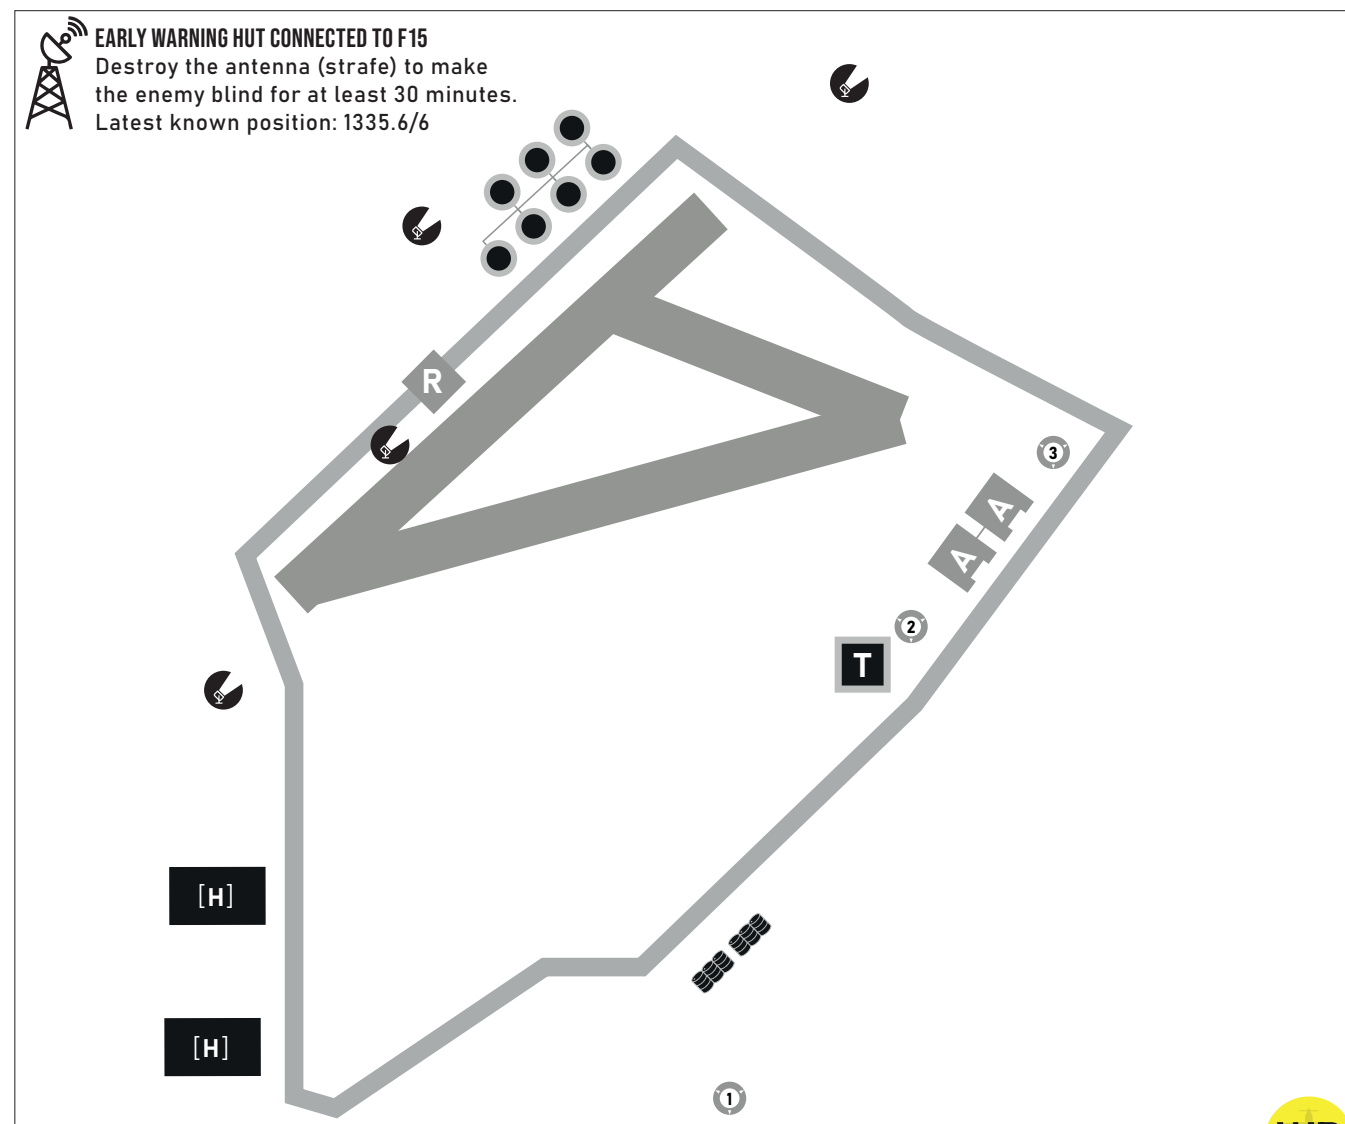 EARLY WARNING HUT CONNECTED TO F15
Destroy the antenna (strafe) to make
the enemy blind for at least 30 minutes.
Latest known position: 1335.6/6
R
3
A
A
2
T
[H]
[H]
1